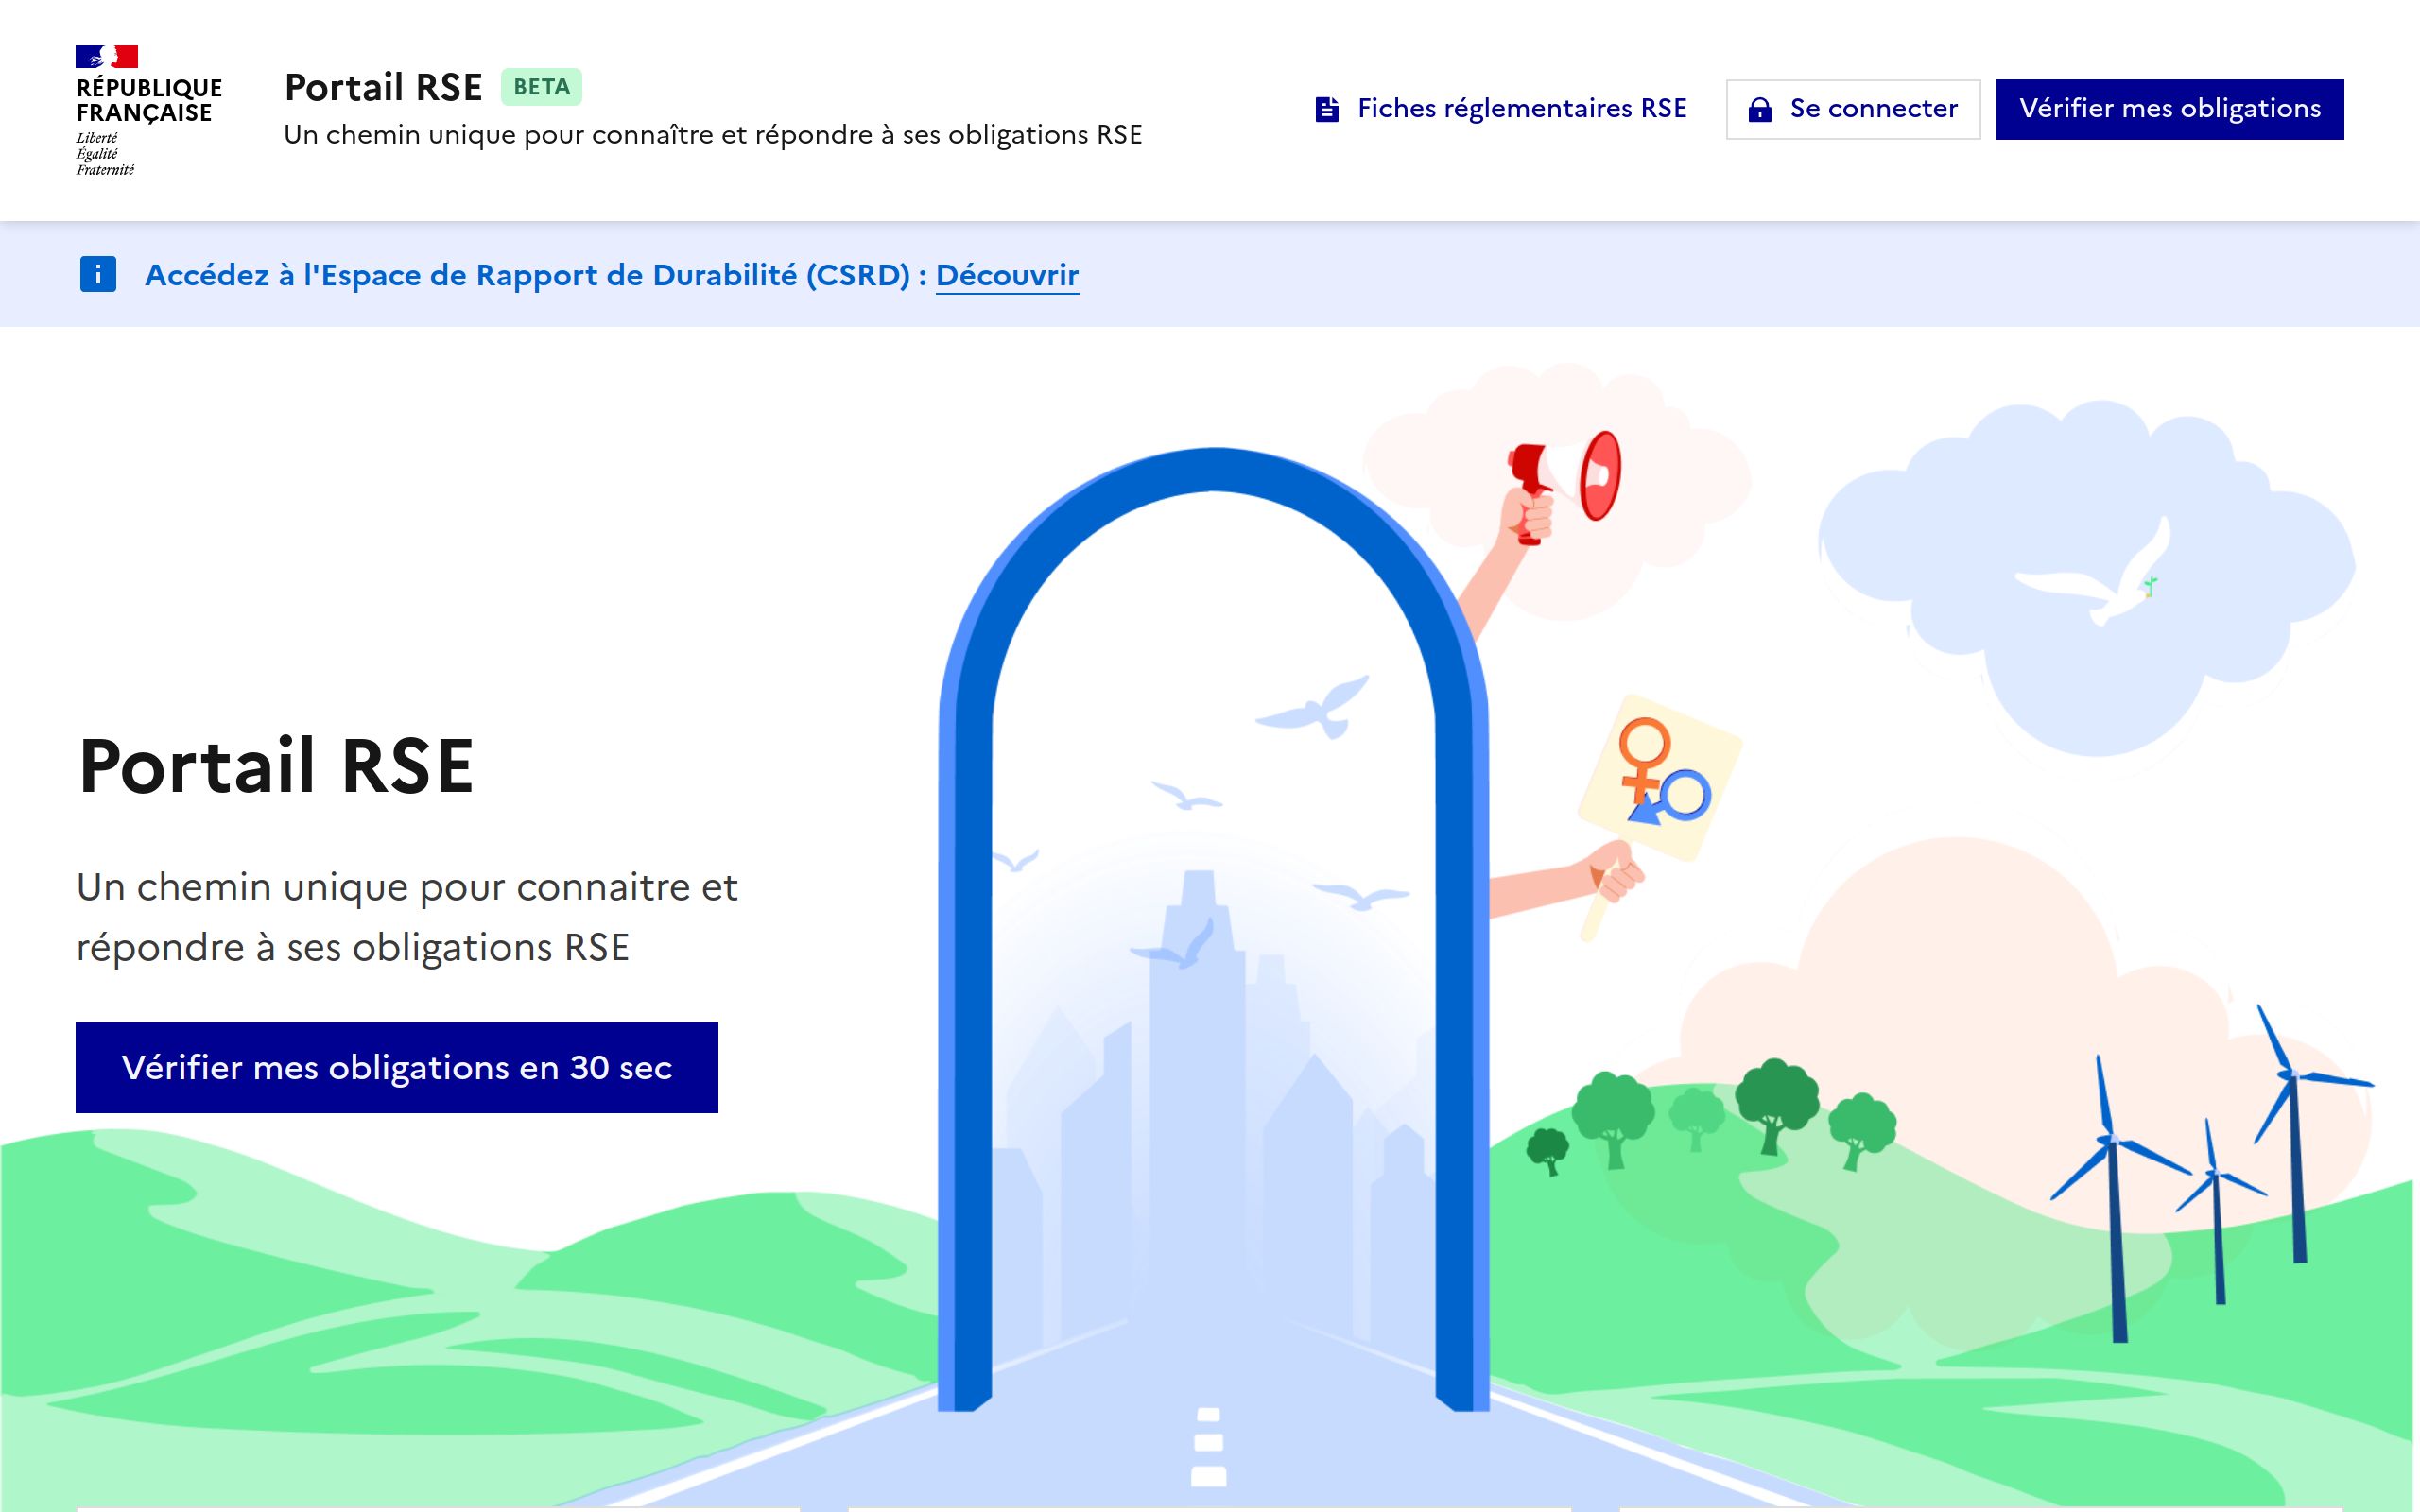 RÉPUBLIQUE
FRANÇAISE
Liberté
Égalité
Fraternité
Portail RSE BETA
Un chemin unique pour connaître et répondre à ses obligations RSE
Fiches réglementaires RSE
Se connecter
Vérifier mes obligations
Accédez à l'Espace de Rapport de Durabilité (CSRD) : Découvrir
Portail RSE
Un chemin unique pour connaitre et
répondre à ses obligations RSE
Vérifier mes obligations en 30 sec